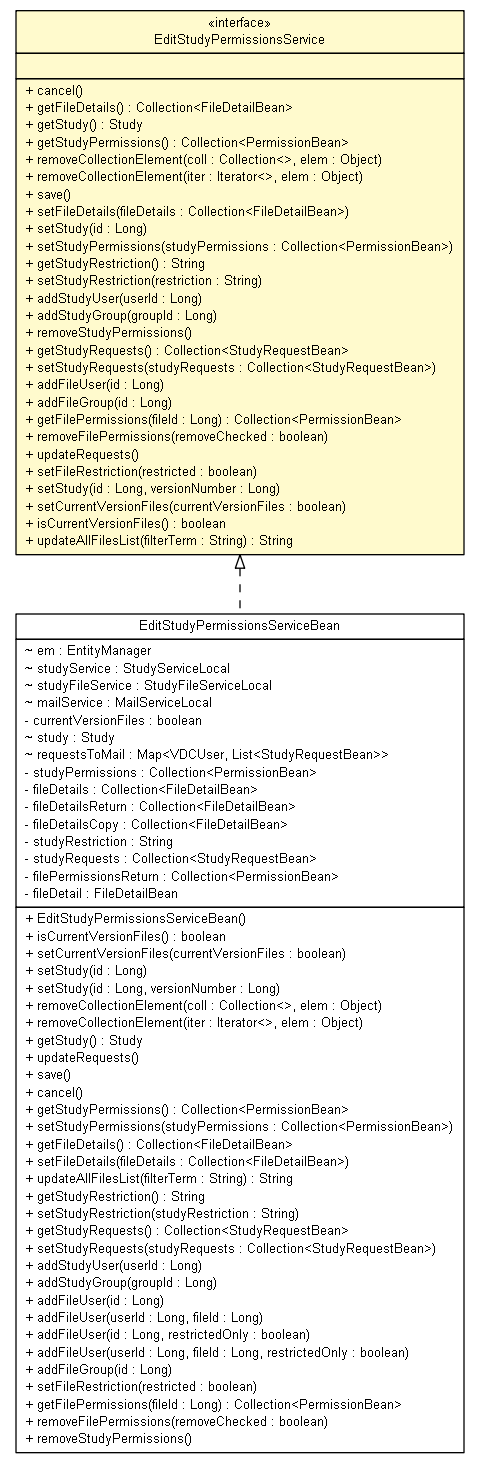 «interface»
EditStudyPermissionsService
+ cancel()
+ getFileDetails() : Collection<FileDetailBean>
+ getStudy() : Study
+ getStudyPermissions() : Collection<PermissionBean>
+ removeCollectionElement(coll : Collection<>, elem : Object)
+ removeCollectionElement(iter : Iterator<>, elem : Object)
+ save()
+ setFileDetails(fileDetails : Collection<FileDetailBean>)
+ setStudy(id : Long)
+ setStudyPermissions(studyPermissions : Collection<PermissionBean>)
+ getStudyRestriction() : String
+ setStudyRestriction(restriction : String)
+ addStudyUser(userId : Long)
+ addStudyGroup(groupId : Long)
+ removeStudyPermissions()
+ getStudyRequests() : Collection<StudyRequestBean>
+ setStudyRequests(studyRequests : Collection<StudyRequestBean>)
+ addFileUser(id : Long)
+ addFileGroup(id : Long)
+ getFilePermissions(fileId : Long) : Collection<PermissionBean>
+ removeFilePermissions(removeChecked : boolean)
+ updateRequests()
+ setFileRestriction(restricted : boolean)
+ setStudy(id : Long, versionNumber : Long)
+ setCurrentVersionFiles(currentVersionFiles : boolean)
+ isCurrentVersionFiles() : boolean
+ updateAllFilesList(filterTerm : String) : String
EditStudyPermissionsServiceBean
~ em : EntityManager
~ studyService : StudyServiceLocal
~ studyFileService : StudyFileServiceLocal
~ mailService : MailServiceLocal
- currentVersionFiles : boolean
~ study : Study
~ requestsToMail : Map<VDCUser, List<StudyRequestBean>>
- studyPermissions : Collection<PermissionBean>
- fileDetails : Collection<FileDetailBean>
- fileDetailsReturn : Collection<FileDetailBean>
- fileDetailsCopy : Collection<FileDetailBean>
- studyRestriction : String
- studyRequests : Collection<StudyRequestBean>
- filePermissionsReturn : Collection<PermissionBean>
- fileDetail : FileDetailBean
+ EditStudyPermissionsServiceBean()
+ isCurrentVersionFiles() : boolean
+ setCurrentVersionFiles(currentVersionFiles : boolean)
+ setStudy(id : Long)
+ setStudy(id : Long, versionNumber : Long)
+ removeCollectionElement(coll : Collection<>, elem : Object)
+ removeCollectionElement(iter : Iterator<>, elem : Object)
+ getStudy() : Study
+ updateRequests()
+ save()
+ cancel()
+ getStudyPermissions() : Collection<PermissionBean>
+ setStudyPermissions(studyPermissions : Collection<PermissionBean>)
+ getFileDetails() : Collection<FileDetailBean>
+ setFileDetails(fileDetails : Collection<FileDetailBean>)
+ updateAllFilesList(filterTerm : String) : String
+ getStudyRestriction() : String
+ setStudyRestriction(studyRestriction : String)
+ getStudyRequests() : Collection<StudyRequestBean>
+ setStudyRequests(studyRequests : Collection<StudyRequestBean>)
+ addStudyUser(userId : Long)
+ addStudyGroup(groupId : Long)
+ addFileUser(id : Long)
+ addFileUser(userId : Long, fileId : Long)
+ addFileUser(id : Long, restrictedOnly : boolean)
+ addFileUser(userId : Long, fileId : Long, restrictedOnly : boolean)
+ addFileGroup(id : Long)
+ setFileRestriction(restricted : boolean)
+ getFilePermissions(fileId : Long) : Collection<PermissionBean>
+ removeFilePermissions(removeChecked : boolean)
+ removeStudyPermissions()